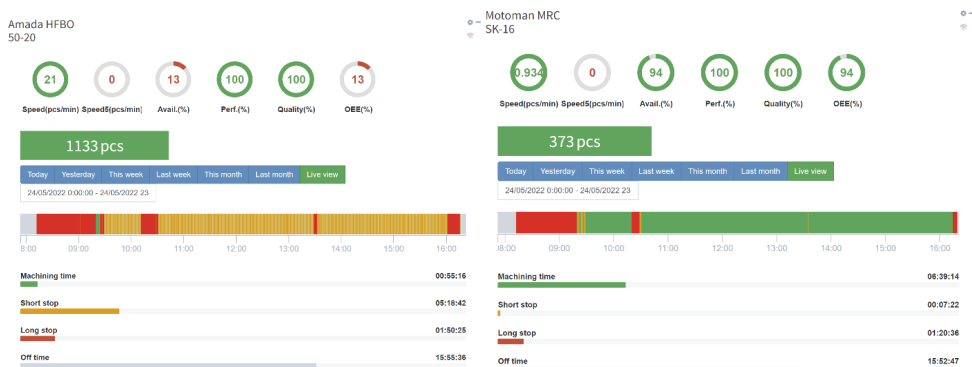 Amada HFBO
50-20
21
0
13
100
100
13
Speed(pcs/min) Speed5(pcs/min) Avail.(%) Perf.(%) Quality(%) OEE(%)
1133 pcs
Today Yesterday This week Last week This month Last month Live view
24/05/2022 0:00:00 - 24/05/2022 23
8:00 09:00 10:00 11:00 12:00 13:00 14:00 15:00 16:00
Machining time 00:55:16
Short stop 05:18:42
Long stop 01:50:25
Off time 15:55:36
Motoman MRC
SK-16
0.934
0
94
100
100
94
Speed(pcs/min) Speed5(pcs/min) Avail.(%) Perf.(%) Quality(%) OEE(%)
373 pcs
Today Yesterday This week Last week This month Last month Live view
24/05/2022 0:00:00 - 24/05/2022 23
8:00 09:00 10:00 11:00 12:00 13:00 14:00 15:00 16:00
Machining time 06:39:14
Short stop 00:07:22
Long stop 01:20:36
Off time 15:52:47